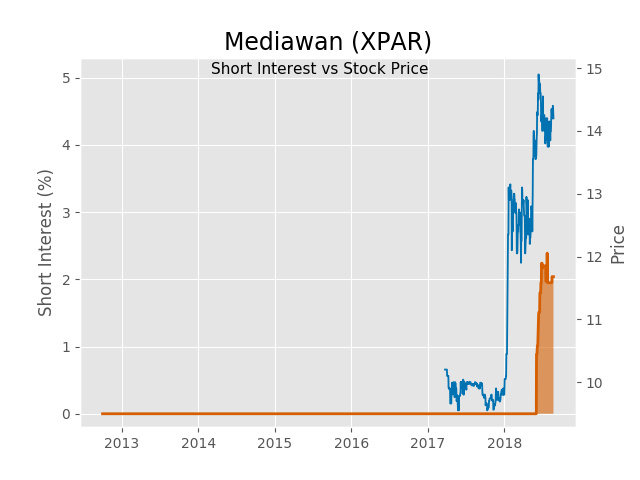 Mediawan (XPAR)
Short Interest vs Stock Price
Short Interest (%)
5
4
3
2
1
0
15
14
13
12
11
10
Price
2013 2014 2015 2016 2017 2018